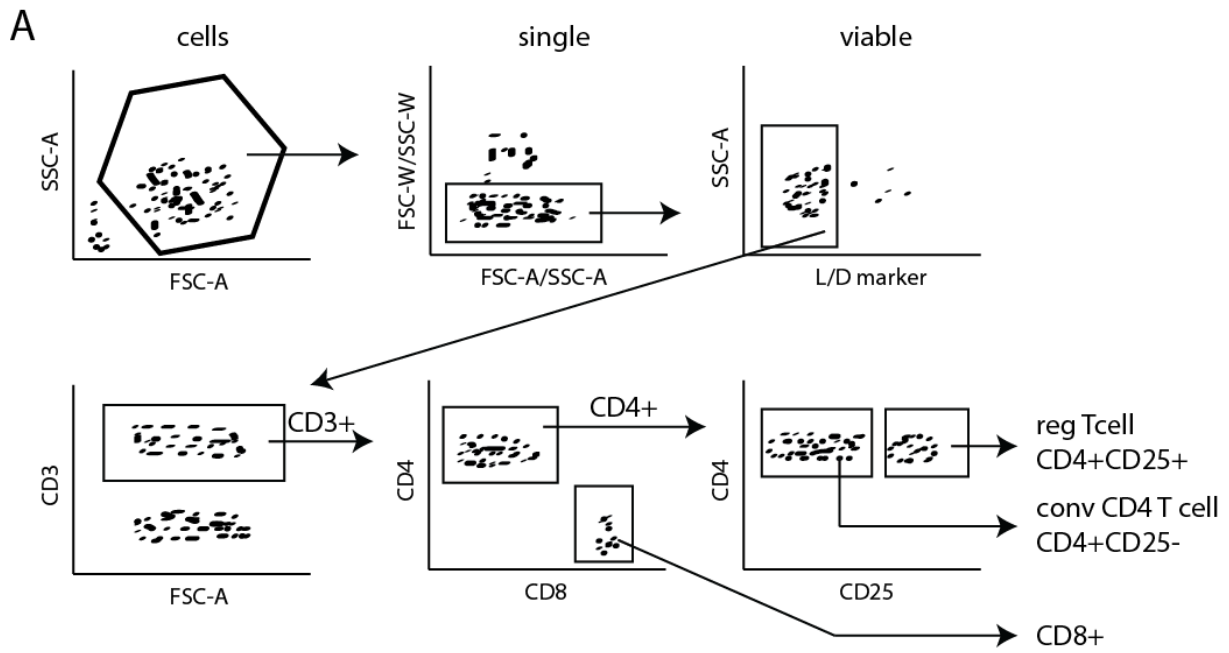 A
cells
single
viable
SSC-A
FSC-A
FSC-W/SSC-W
FSC-A/SSC-A
SSC-A
L/D marker
CD3
FSC-A
CD3+
CD4
CD8
CD4+
CD4
CD25
reg Tcell
CD4+CD25+
conv CD4 T cell
CD4+CD25-
CD8+